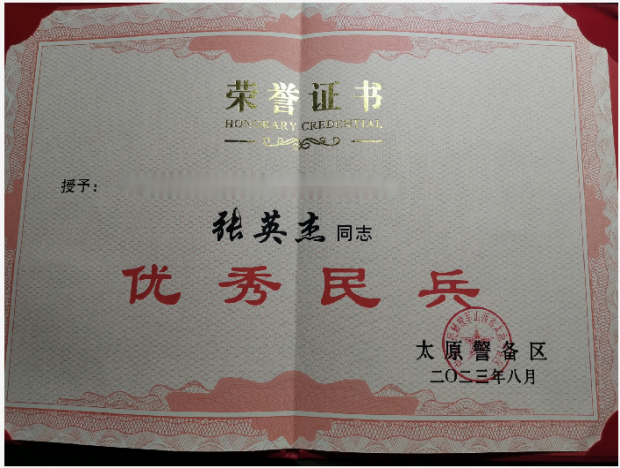 荣誉证书
HONORARY CREDENTIAL
授予：
张英杰 同志
优秀民兵
太原警备区
二〇二三年八月